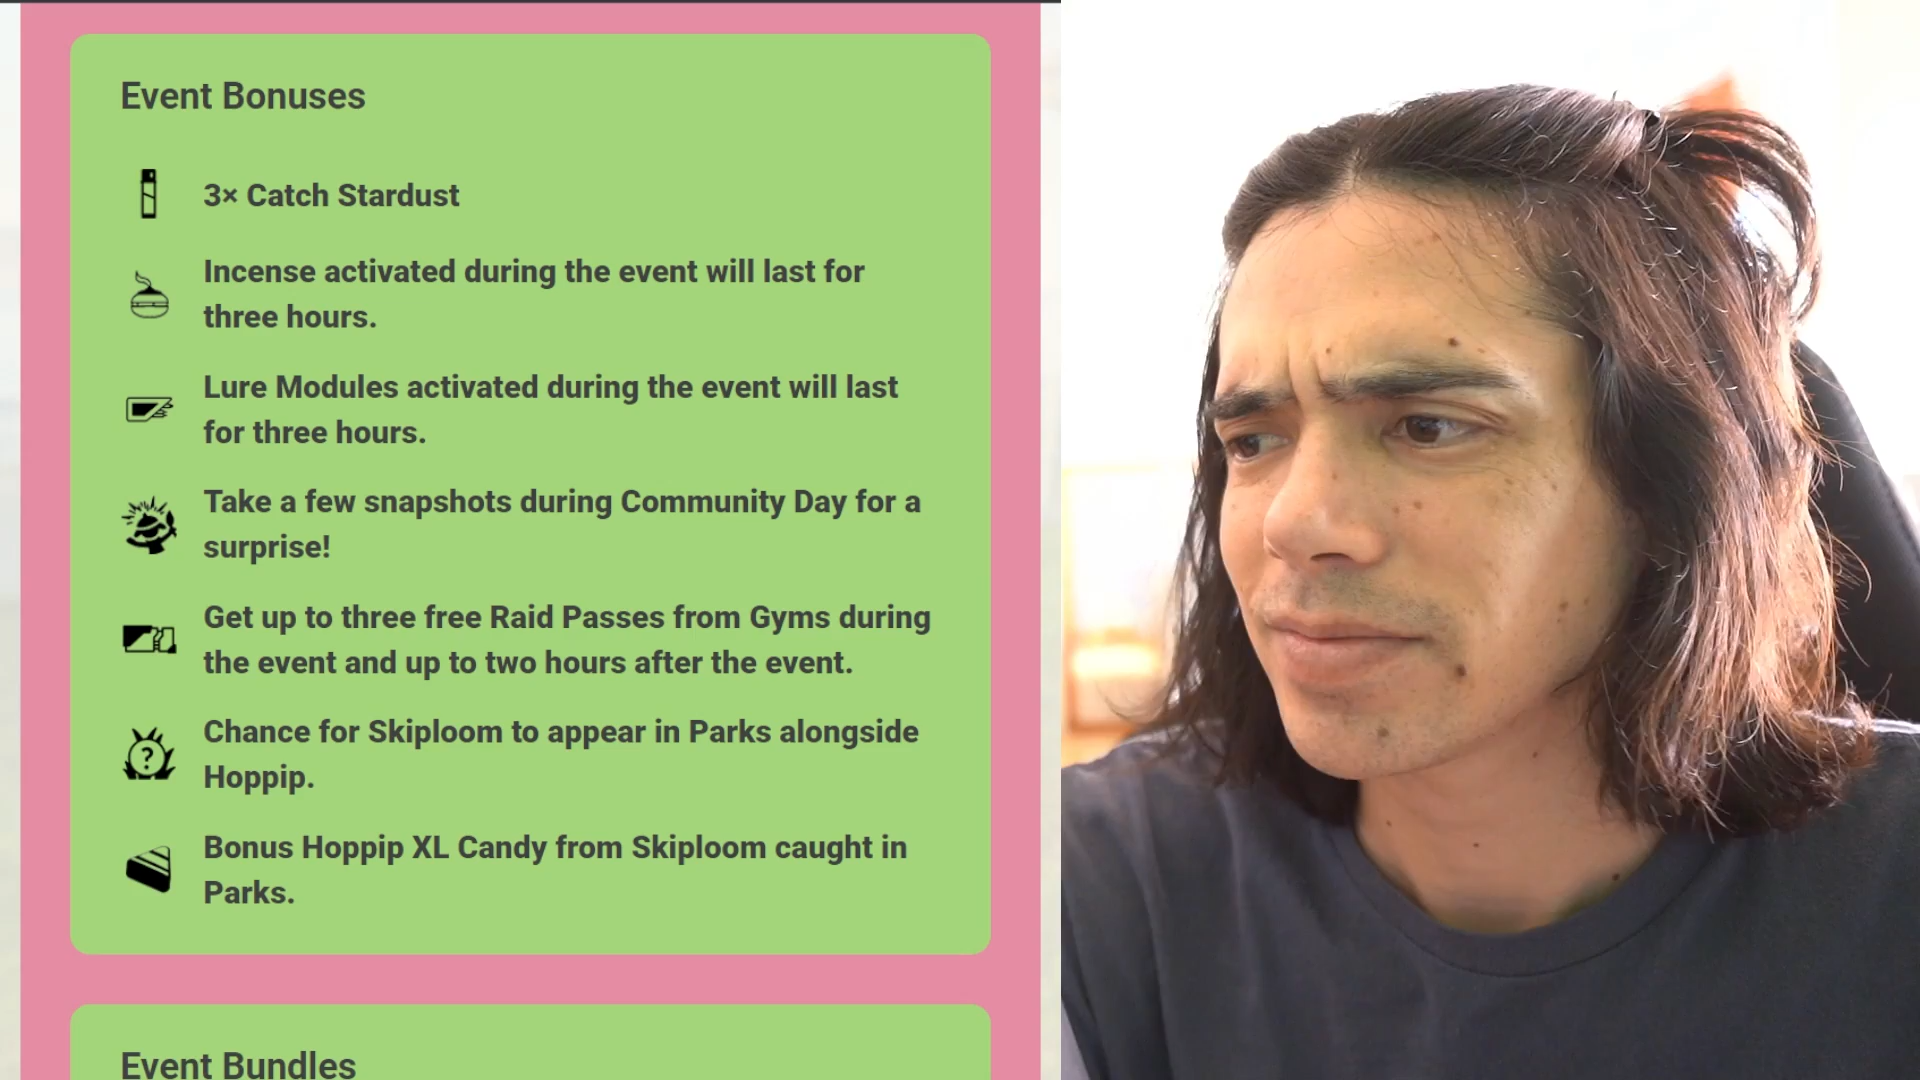 Event Bonuses
3× Catch Stardust
Incense activated during the event will last for
three hours.
Lure Modules activated during the event will last
for three hours.
Take a few snapshots during Community Day for a
surprise!
Get up to three free Raid Passes from Gyms during
the event and up to two hours after the event.
Chance for Skiploom to appear in Parks alongside
Hoppip.
Bonus Hoppip XL Candy from Skiploom caught in
Parks.
Event Bundles